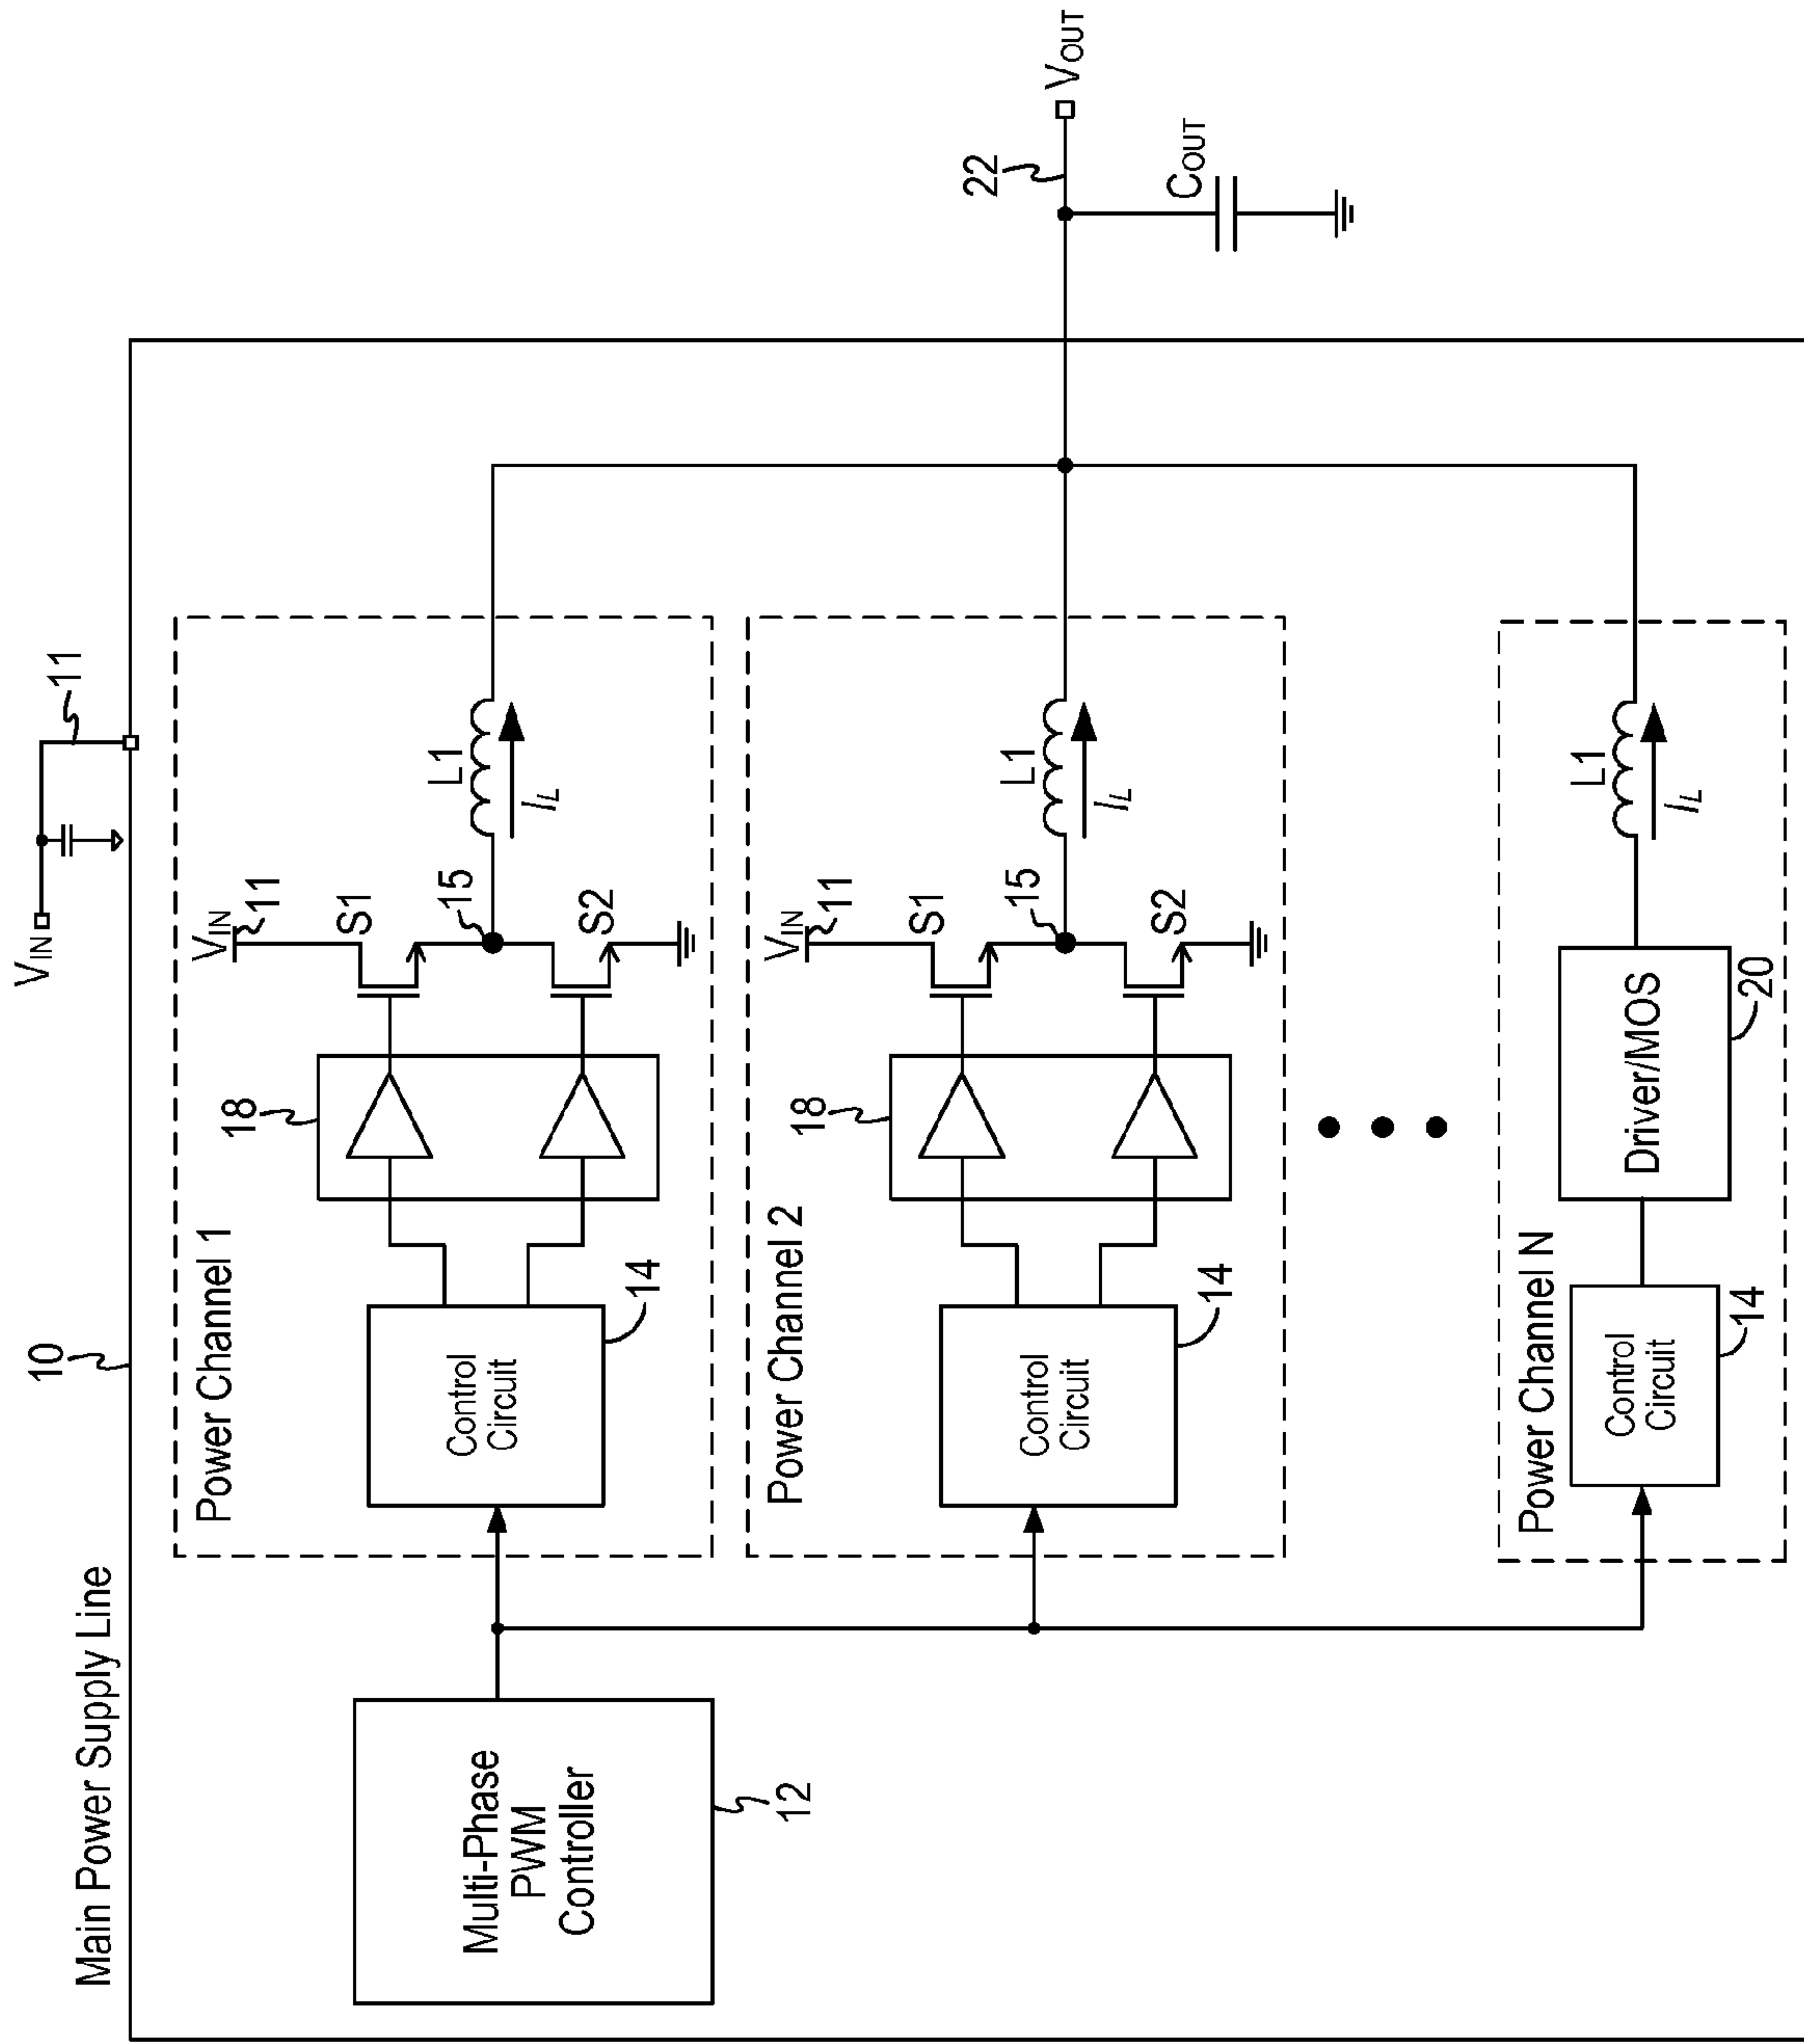 Main Power Supply Line
10
VIN
11
Multi-Phase
PWM
Controller
12
Power Channel 1
Control
Circuit
14
18
VIN
11
S1
15
S2
L1
IL
Power Channel 2
Control
Circuit
14
18
VIN
11
S1
15
S2
L1
IL
Power Channel N
Control
Circuit
14
Driver/MOS
20
L1
IL
22
VOUT
COUT